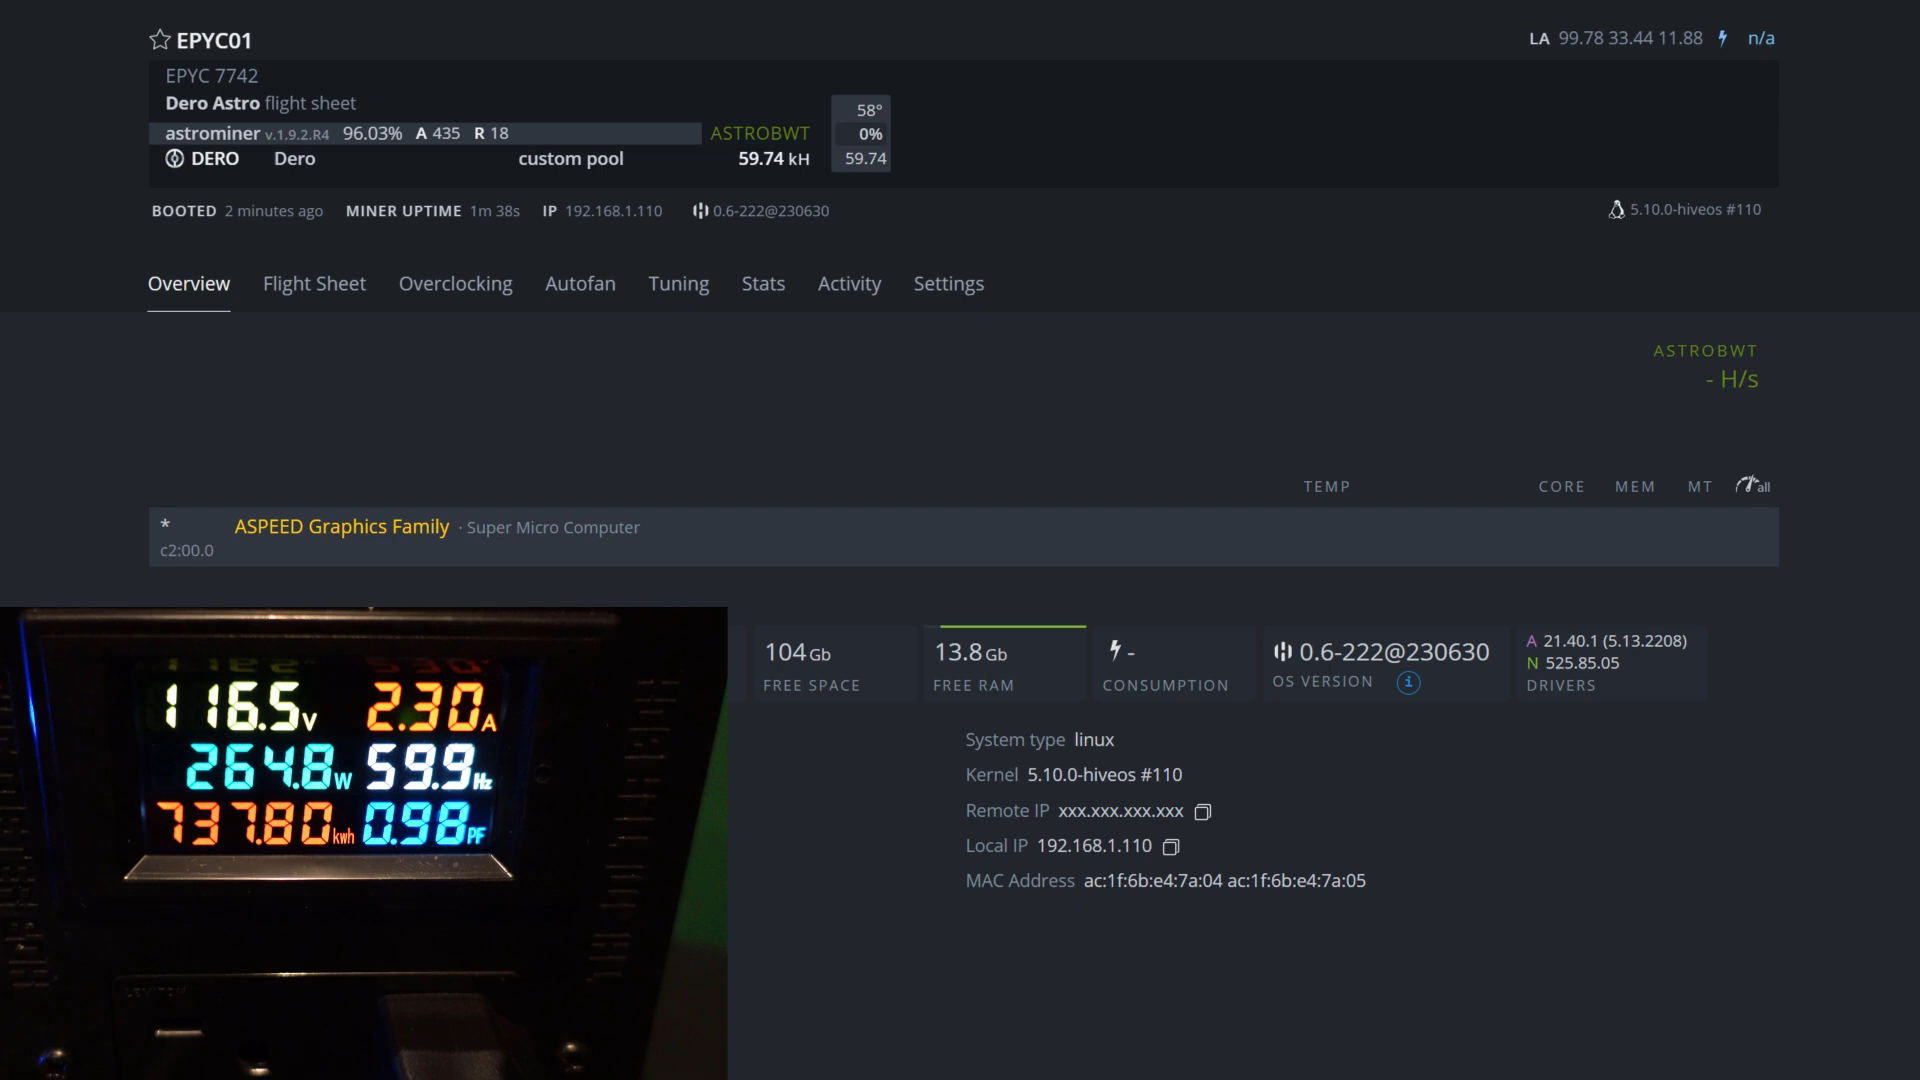 EPYC01
LA 99.78 33.44 11.88 n/a
EPYC 7742
Dero Astro flight sheet
astrominer v.1.9.2.R4 96.03% A 435 R 18 ASTROBWT
DERO Dero custom pool 59.74 kH
58°
0%
59.74
BOOTED 2 minutes ago MINER UPTIME 1m 38s IP 192.168.1.110 0.6-222@230630
5.10.0-hiveos #110
Overview Flight Sheet Overclocking Autofan Tuning Stats Activity Settings
ASTROBWT
- H/s
TEMP CORE MEM MT all
* ASPEED Graphics Family · Super Micro Computer
c2:00.0
104 Gb
FREE SPACE
13.8 Gb
FREE RAM
-
CONSUMPTION
0.6-222@230630
OS VERSION i
A 21.40.1 (5.13.2208)
N 525.85.05
DRIVERS
System type linux
Kernel 5.10.0-hiveos #110
Remote IP xxx.xxx.xxx.xxx
Local IP 192.168.1.110
MAC Address ac:1f:6b:e4:7a:04 ac:1f:6b:e4:7a:05
116.5V 2.30A
264.8W 59.9Hz
737.80kwh 0.98PF
LEVITON